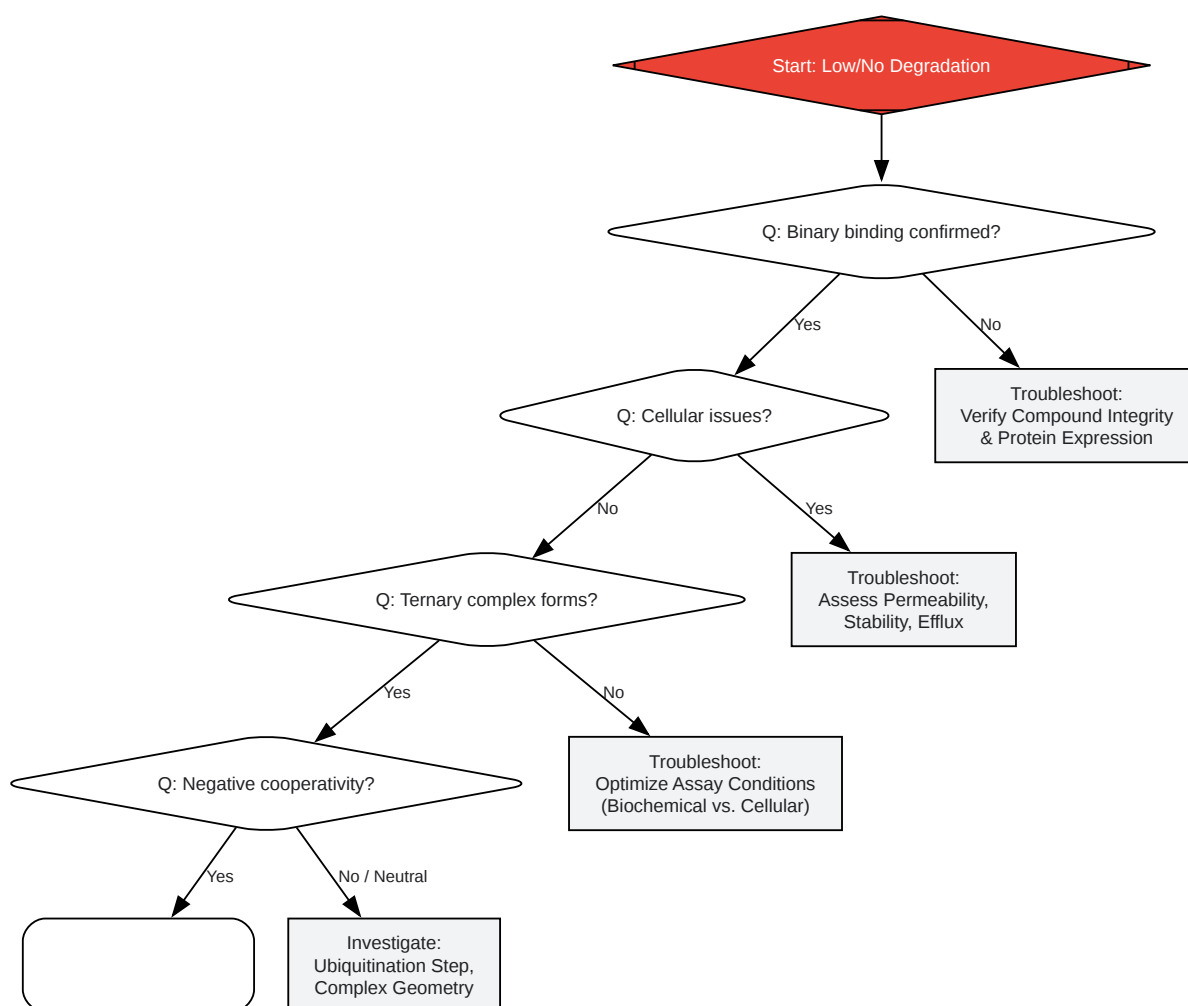 Start: Low/No Degradation
Q: Binary binding confirmed?
Yes
No
Q: Cellular issues?
Troubleshoot:
Verify Compound Integrity
& Protein Expression
No
Yes
Q: Ternary complex forms?
Troubleshoot:
Assess Permeability,
Stability, Efflux
Yes
No
Q: Negative cooperativity?
Troubleshoot:
Optimize Assay Conditions
(Biochemical vs. Cellular)
Yes
No / Neutral
Investigate:
Ubiquitination Step,
Complex Geometry